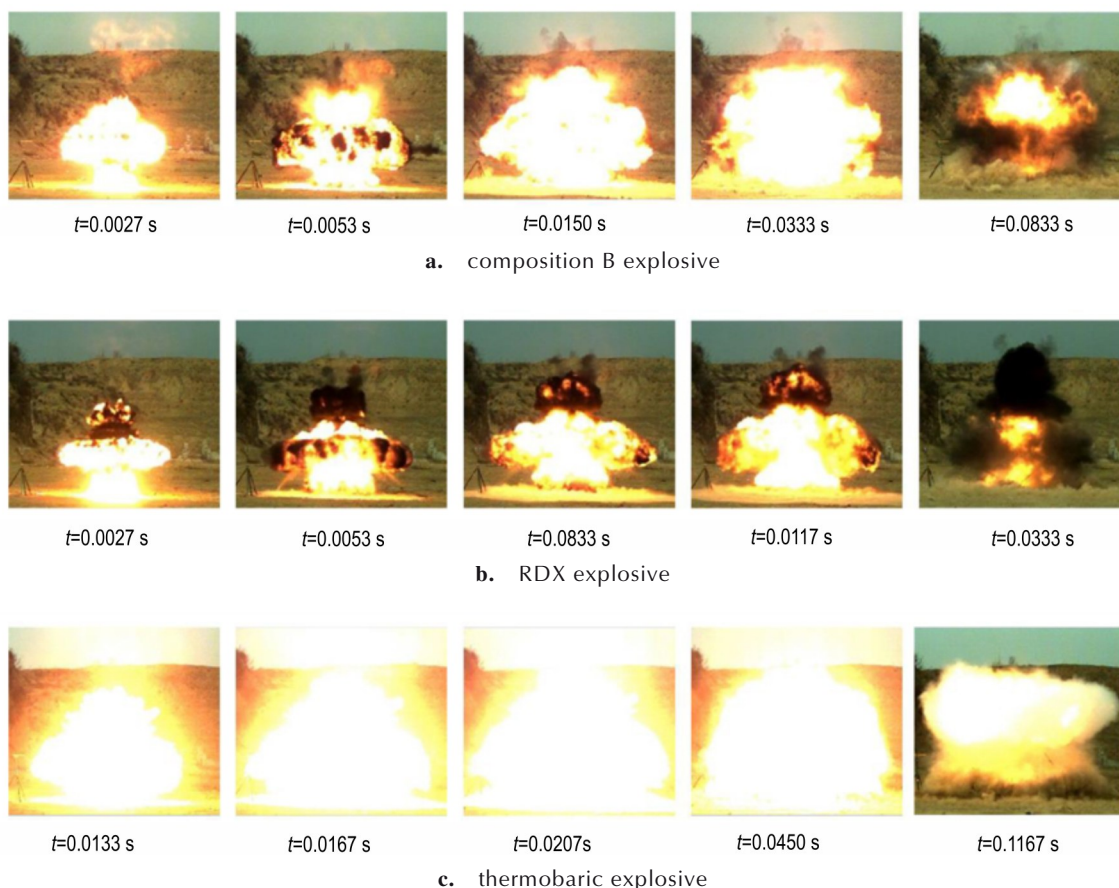 t=0.0027 s t=0.0053 s t=0.0150 s t=0.0333 s t=0.0833 s
a. composition B explosive
t=0.0027 s t=0.0053 s t=0.0833 s t=0.0117 s t=0.0333 s
b. RDX explosive
t=0.0133 s t=0.0167 s t=0.0207s t=0.0450 s t=0.1167 s
c. thermobaric explosive